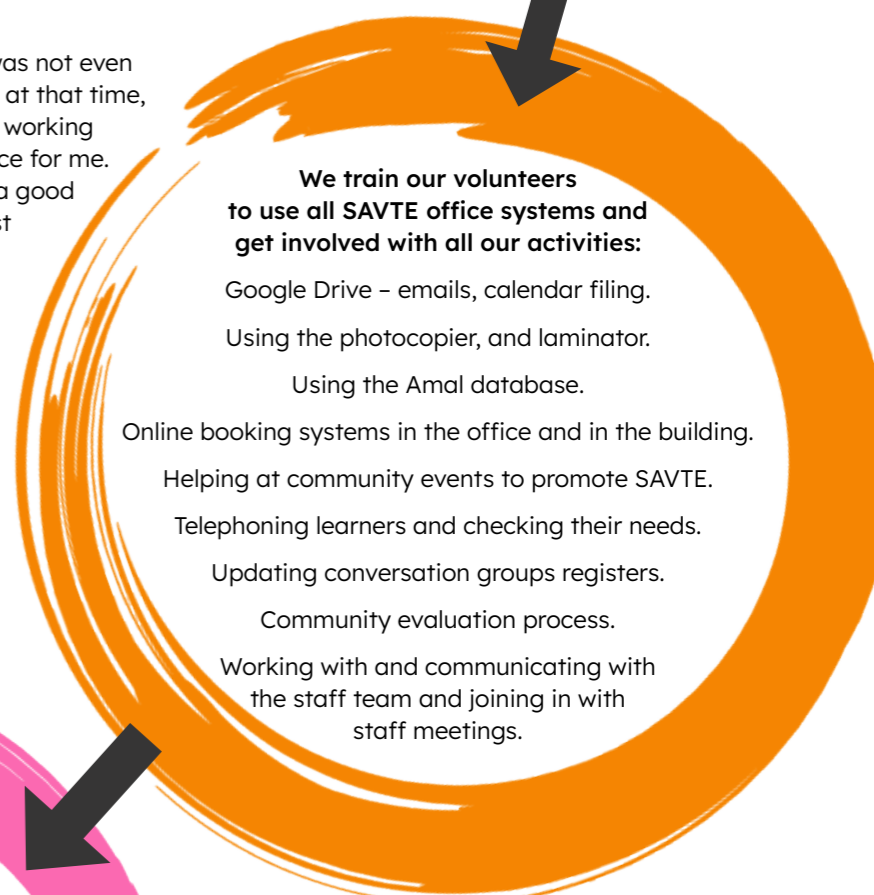 was not even
at that time,
working
ce for me.
a good
st
We train our volunteers
to use all SAVTE office systems and
get involved with all our activities:
Google Drive – emails, calendar filing.
Using the photocopier, and laminator.
Using the Amal database.
Online booking systems in the office and in the building.
Helping at community events to promote SAVTE.
Telephoning learners and checking their needs.
Updating conversation groups registers.
Community evaluation process.
Working with and communicating with
the staff team and joining in with
staff meetings.